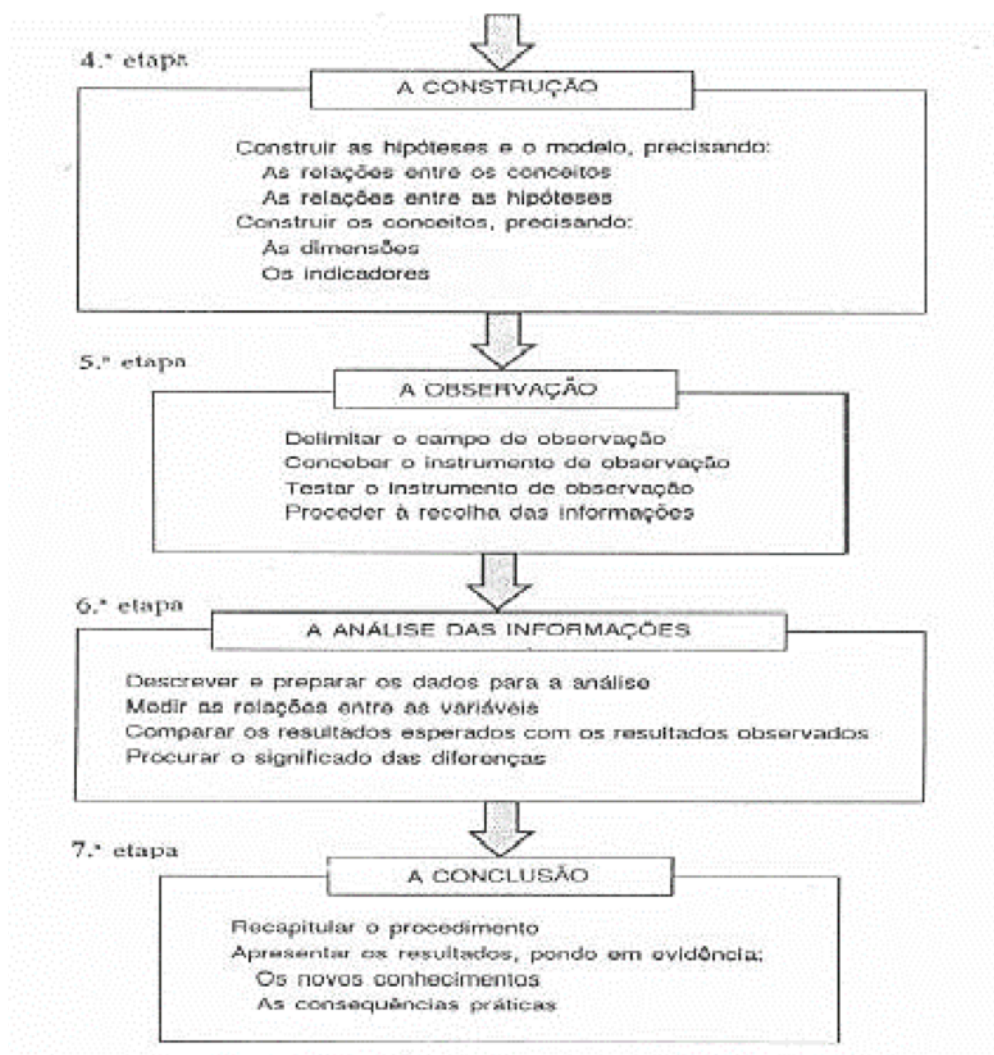 4.ª etapa
A CONSTRUÇÃO
Construir as hipóteses e o modelo, precisando:
As relações entre os conceitos
As relações entre as hipóteses
Construir os conceitos, precisando:
As dimensões
Os indicadores
5.ª etapa
A OBSERVAÇÃO
Delimitar o campo de observação
Conceber o instrumento de observação
Testar o instrumento de observação
Proceder à recolha das informações
6.ª etapa
A ANÁLISE DAS INFORMAÇÕES
Descrever e preparar os dados para a análise
Medir as relações entre as variáveis
Comparar os resultados esperados com os resultados observados
Procurar o significado das diferenças
7.ª etapa
A CONCLUSÃO
Recapitular o procedimento
Apresentar os resultados, pondo em evidência:
Os novos conhecimentos
As consequências práticas